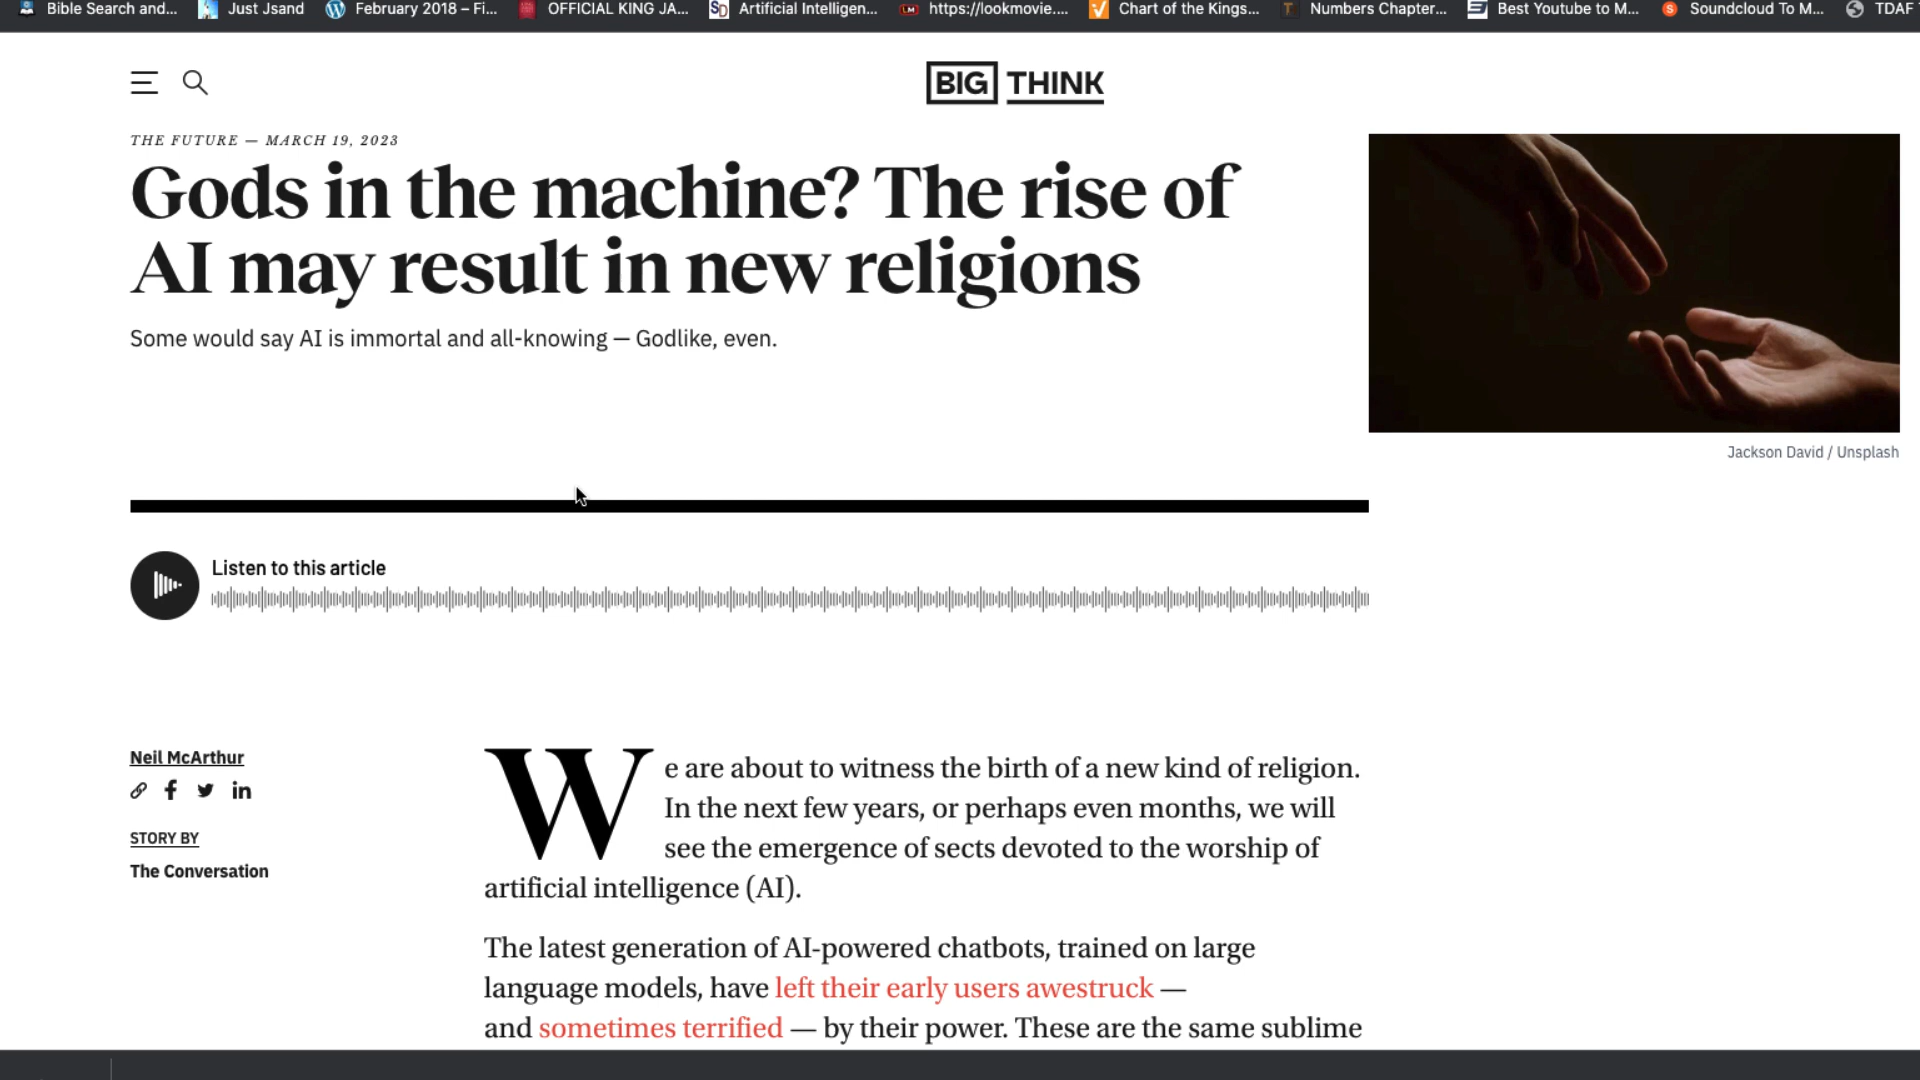 Bible Search and...
Just Jsand
February 2018 – Fi...
OFFICIAL KING JA...
Artificial Intelligen...
https://lookmovie....
Chart of the Kings...
Numbers Chapter...
Best Youtube to M...
Soundcloud To M...
TDAF
BIG THINK
THE FUTURE — MARCH 19, 2023
Gods in the machine? The rise of
AI may result in new religions
Some would say AI is immortal and all-knowing — Godlike, even.
Jackson David / Unsplash
Listen to this article
Neil McArthur
STORY BY
The Conversation
We are about to witness the birth of a new kind of religion.
In the next few years, or perhaps even months, we will
see the emergence of sects devoted to the worship of
artificial intelligence (AI).
The latest generation of AI-powered chatbots, trained on large
language models, have left their early users awestruck —
and sometimes terrified — by their power. These are the same sublime